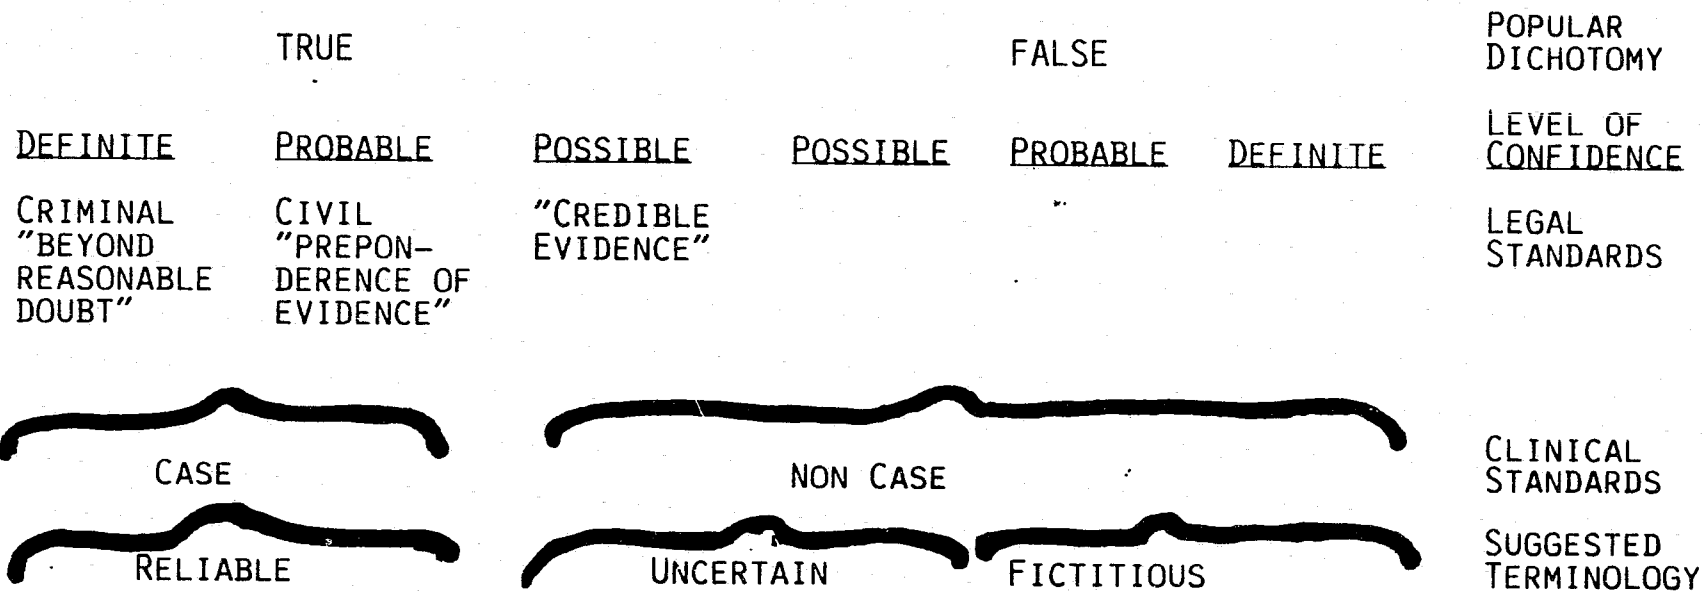 TRUE FALSE POPULAR
DICHOTOMY
DEFINITE PROBABLE POSSIBLE POSSIBLE PROBABLE DEFINITE LEVEL OF
CONFIDENCE
CRIMINAL CIVIL "CREDIBLE LEGAL
"BEYOND "PREPON- EVIDENCE" STANDARDS
REASONABLE DERENCE OF
DOUBT" EVIDENCE"
CASE NON CASE CLINICAL
STANDARDS
RELIABLE UNCERTAIN FICTITIOUS SUGGESTED
TERMINOLOGY